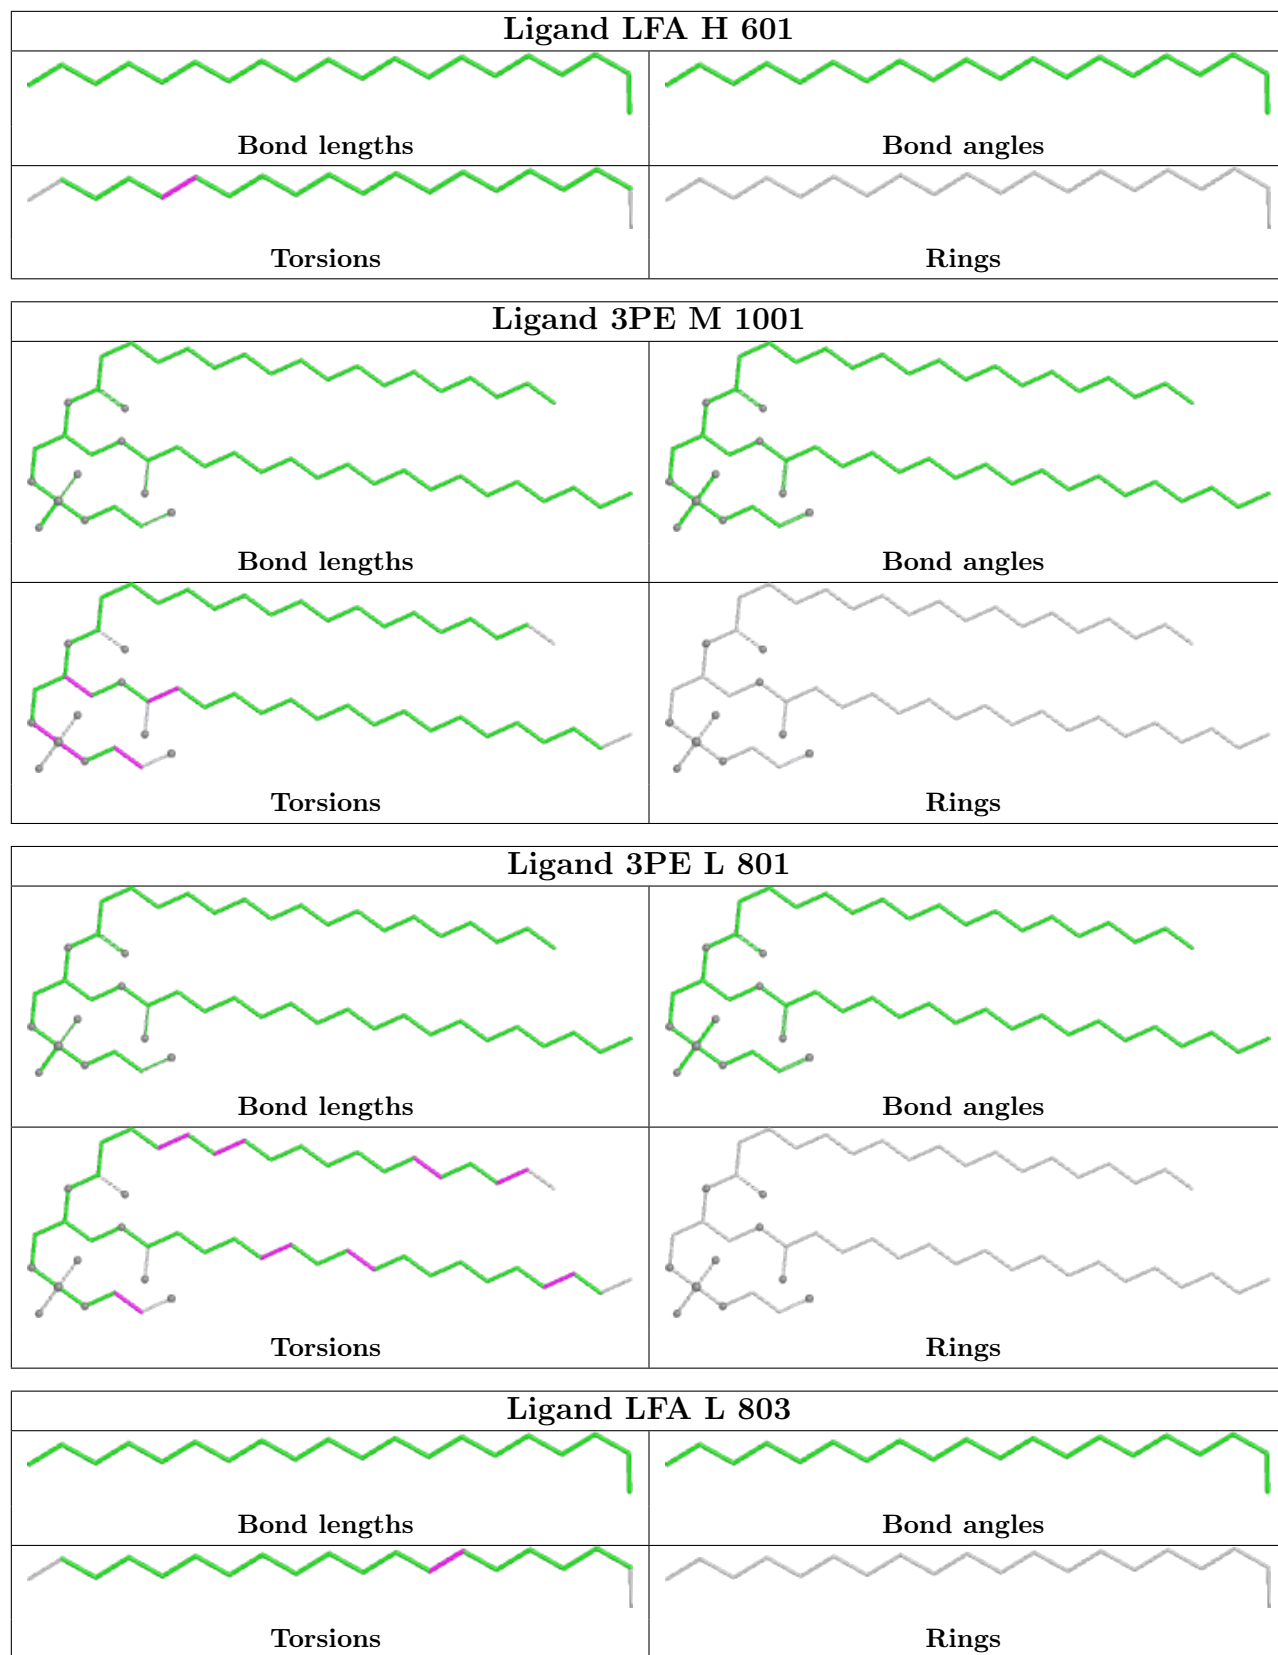 Ligand LFA H 601
Bond lengths Bond angles
Torsions Rings
Ligand 3PE M 1001
Bond lengths Bond angles
Torsions Rings
Ligand 3PE L 801
Bond lengths Bond angles
Torsions Rings
Ligand LFA L 803
Bond lengths Bond angles
Torsions Rings